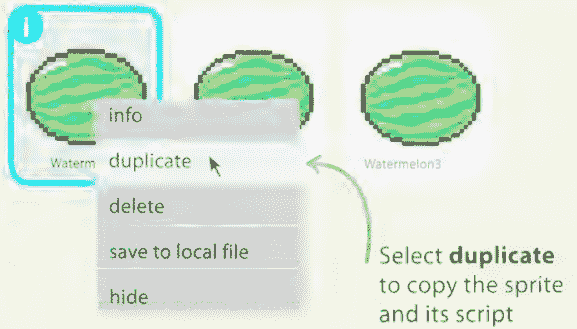 i
info
Waterm
duplicate
Watermelon3
delete
save to local file
hide
Select duplicate
to copy the sprite
and its script